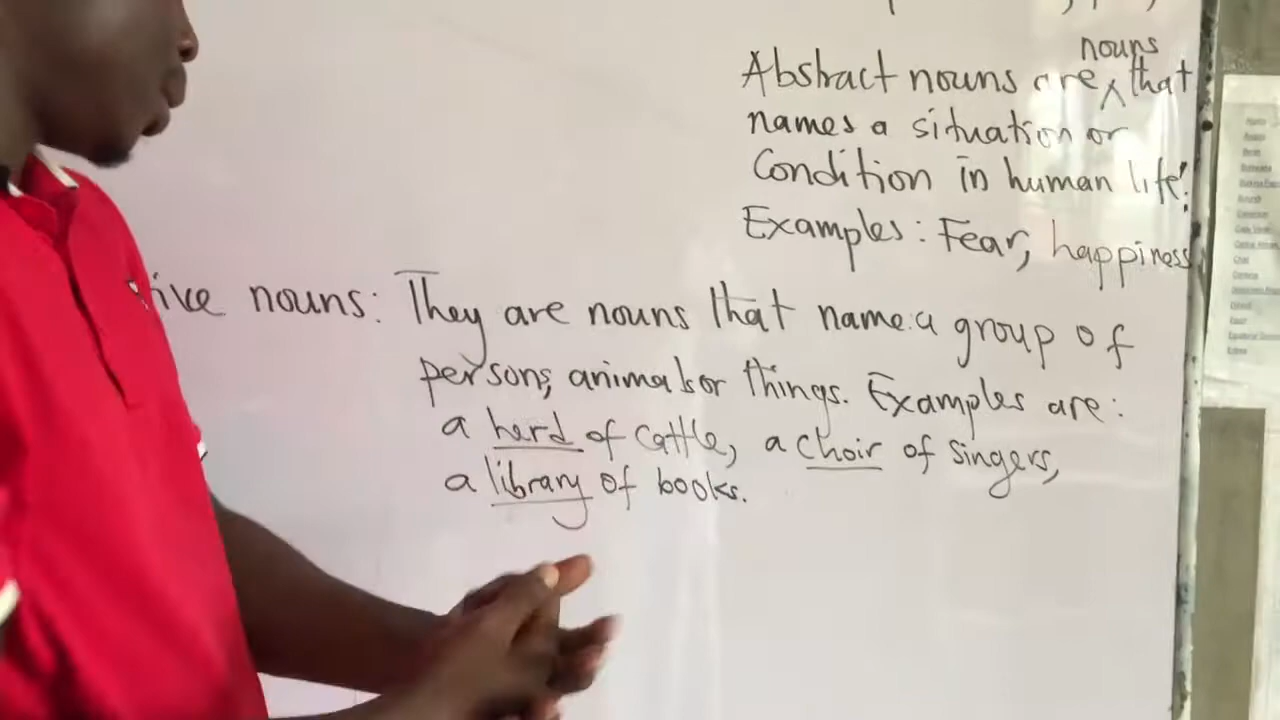 nouns
Abstract nouns are ^ that
names a situation or
Condition in human life!
Examples: Fear, happiness
ive nouns: They are nouns that name a group of
persons, animals or things. Examples are:
a herd of cattle, a choir of singers,
a library of books.